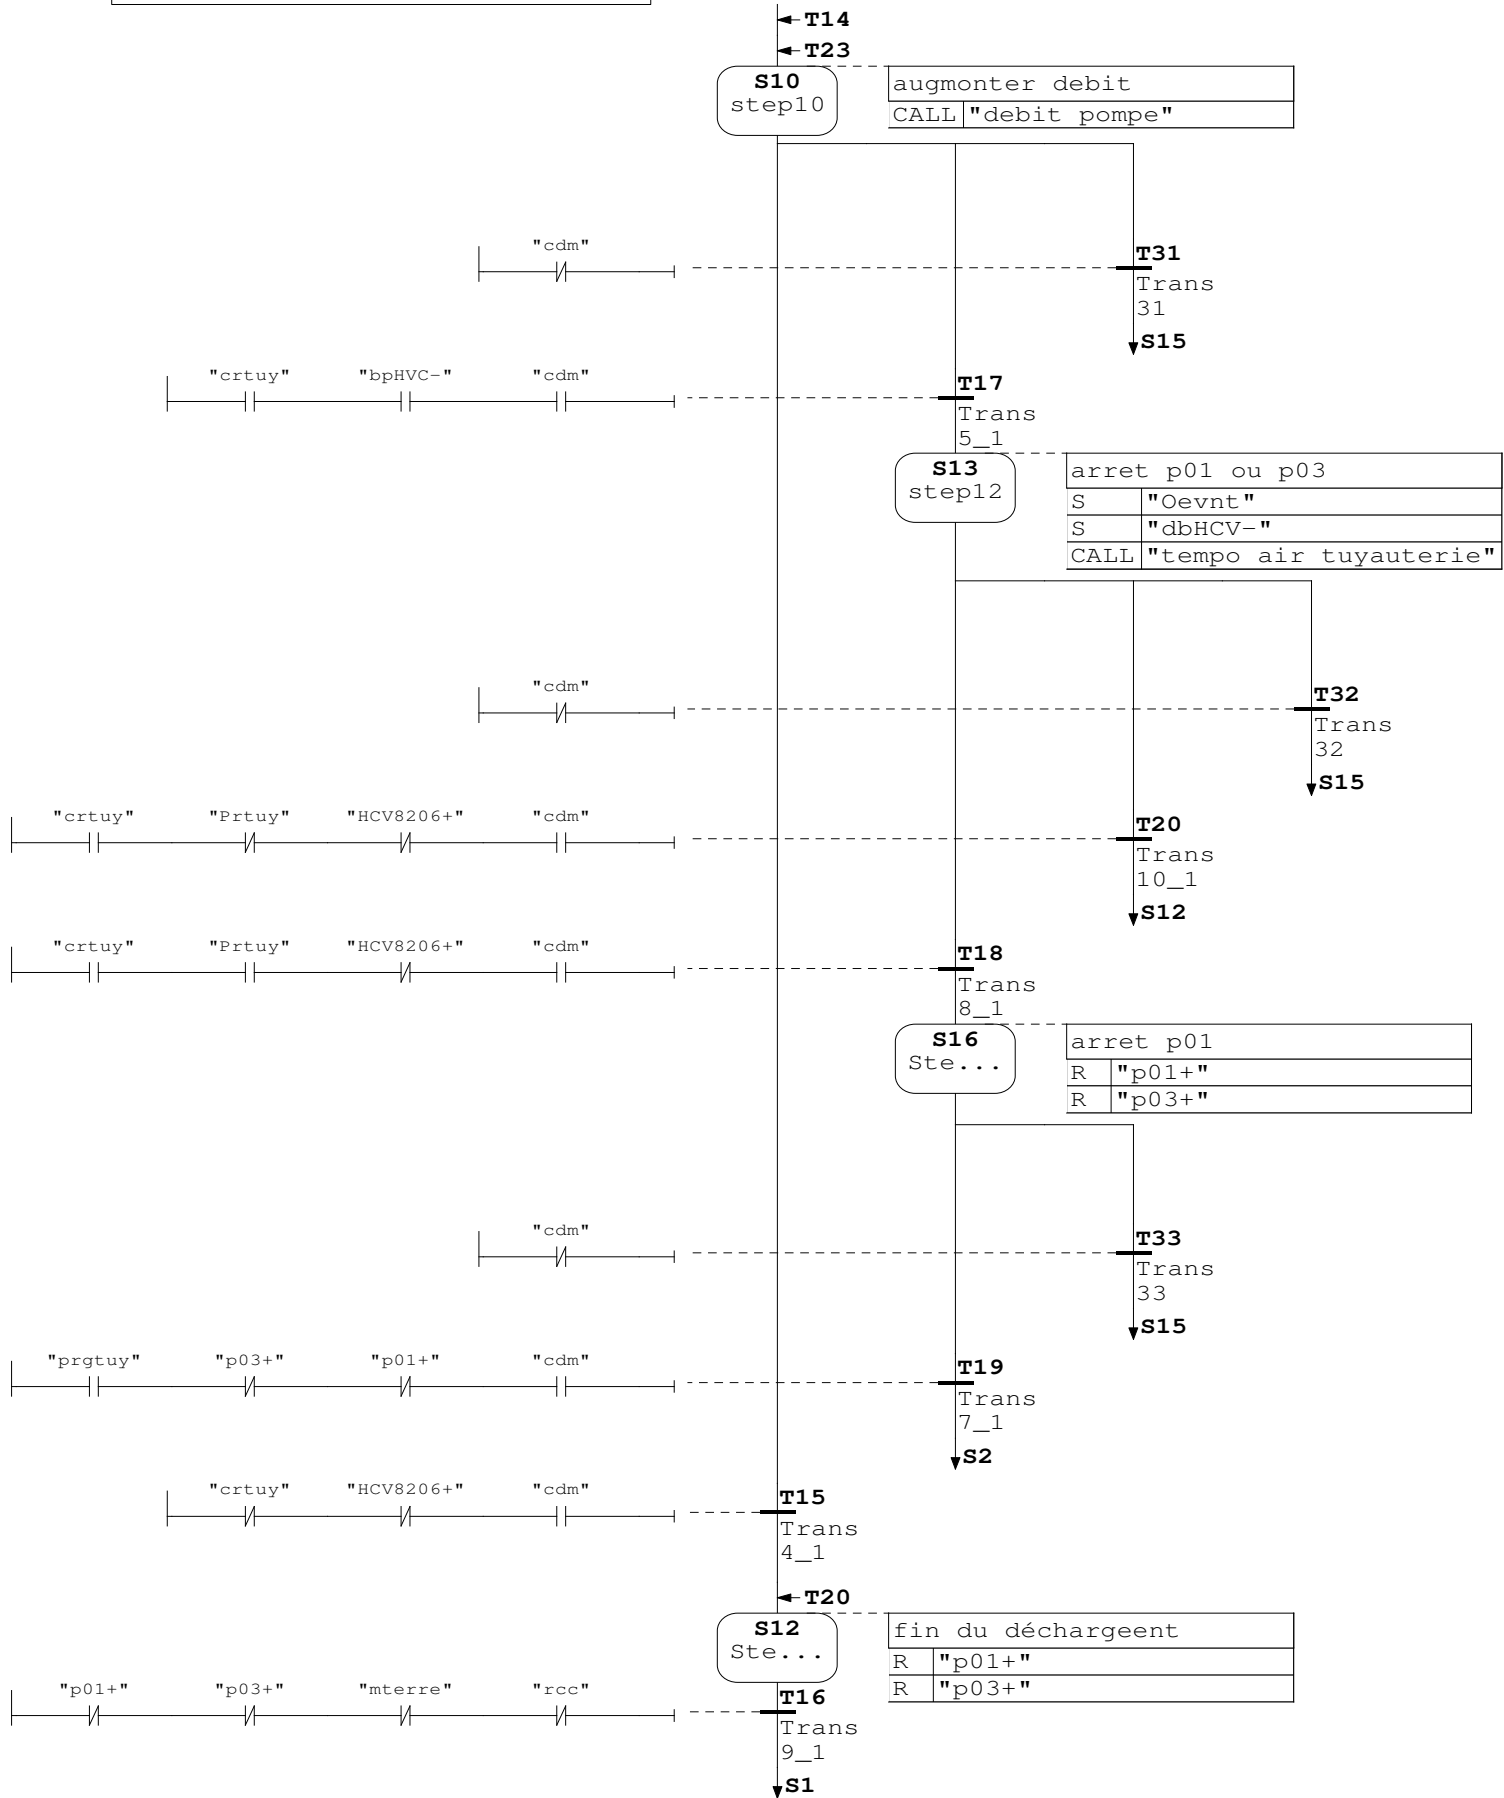 T14
T23
S10
step10
augmonter debit
CALL "debit pompe"
"cdm"
T31
Trans
31
S15
"crtuy" "bpHVC-" "cdm"
T17
Trans
5_1
S13
step12
arret p01 ou p03
S "Oevnt"
S "dbHCV-"
CALL "tempo air tuyauterie"
"cdm"
T32
Trans
32
S15
"crtuy" "Prtuy" "HCV8206+" "cdm"
T20
Trans
10_1
S12
"crtuy" "Prtuy" "HCV8206+" "cdm"
T18
Trans
8_1
S16
Ste...
arret p01
R "p01+"
R "p03+"
"cdm"
T33
Trans
33
S15
"prgtuy" "p03+" "p01+" "cdm"
T19
Trans
7_1
S2
"crtuy" "HCV8206+" "cdm"
T15
Trans
4_1
T20
S12
Ste...
fin du déchargeent
R "p01+"
R "p03+"
"p01+" "p03+" "mterre" "rcc"
T16
Trans
9_1
S1